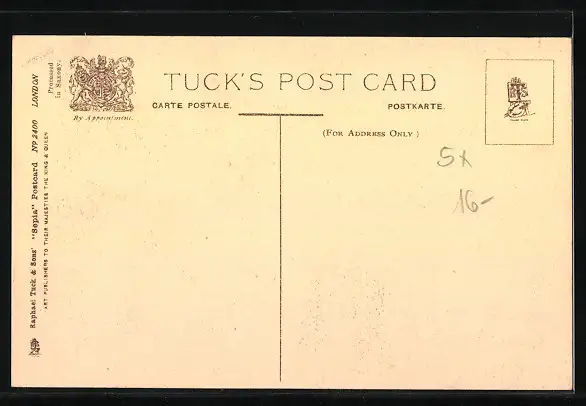 TUCK'S POST CARD
CARTE POSTALE.
POSTKARTE.
(FOR ADDRESS ONLY)
By Appointment.
Raphael Tuck & Sons' "Sepia" Postcard Nº 2400 LONDON
ART PUBLISHERS TO THEIR MAJESTIES THE KING & QUEEN
Processed
in Saxony.
5x
16-